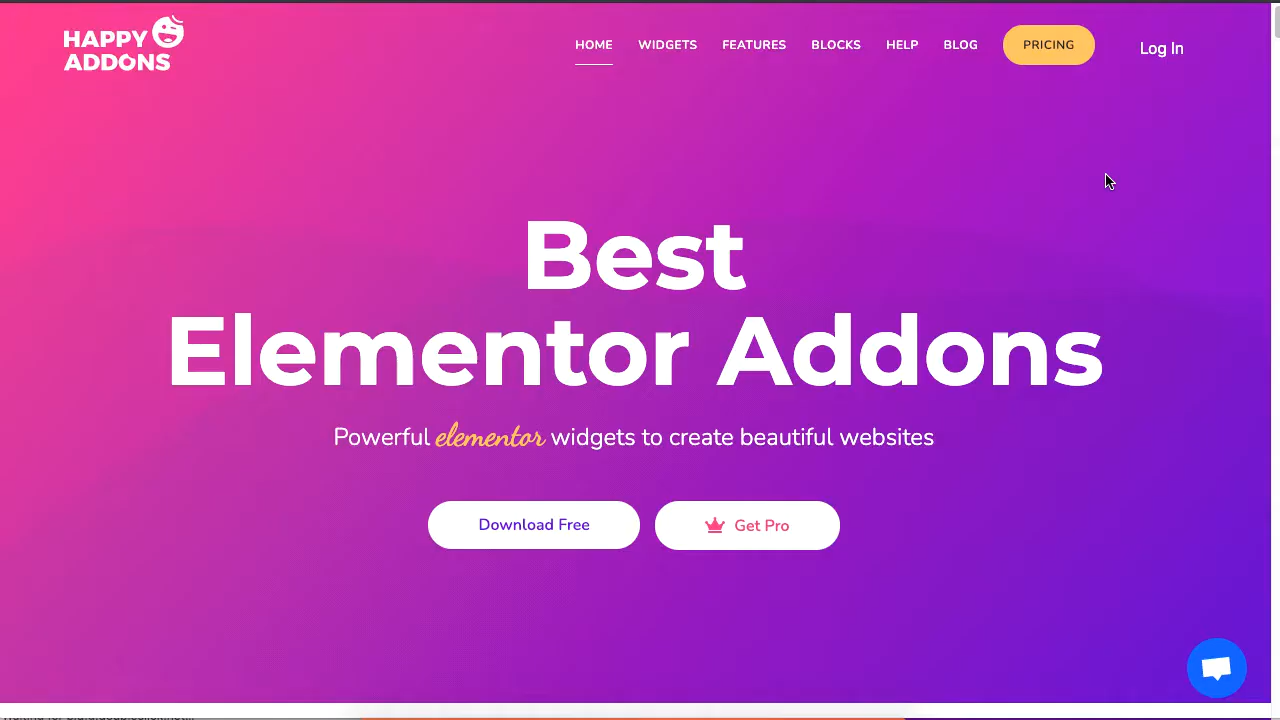 HAPPY
ADDONS
HOME WIDGETS FEATURES BLOCKS HELP BLOG PRICING Log In
Best
Elementor Addons
Powerful elementor widgets to create beautiful websites
Download Free Get Pro